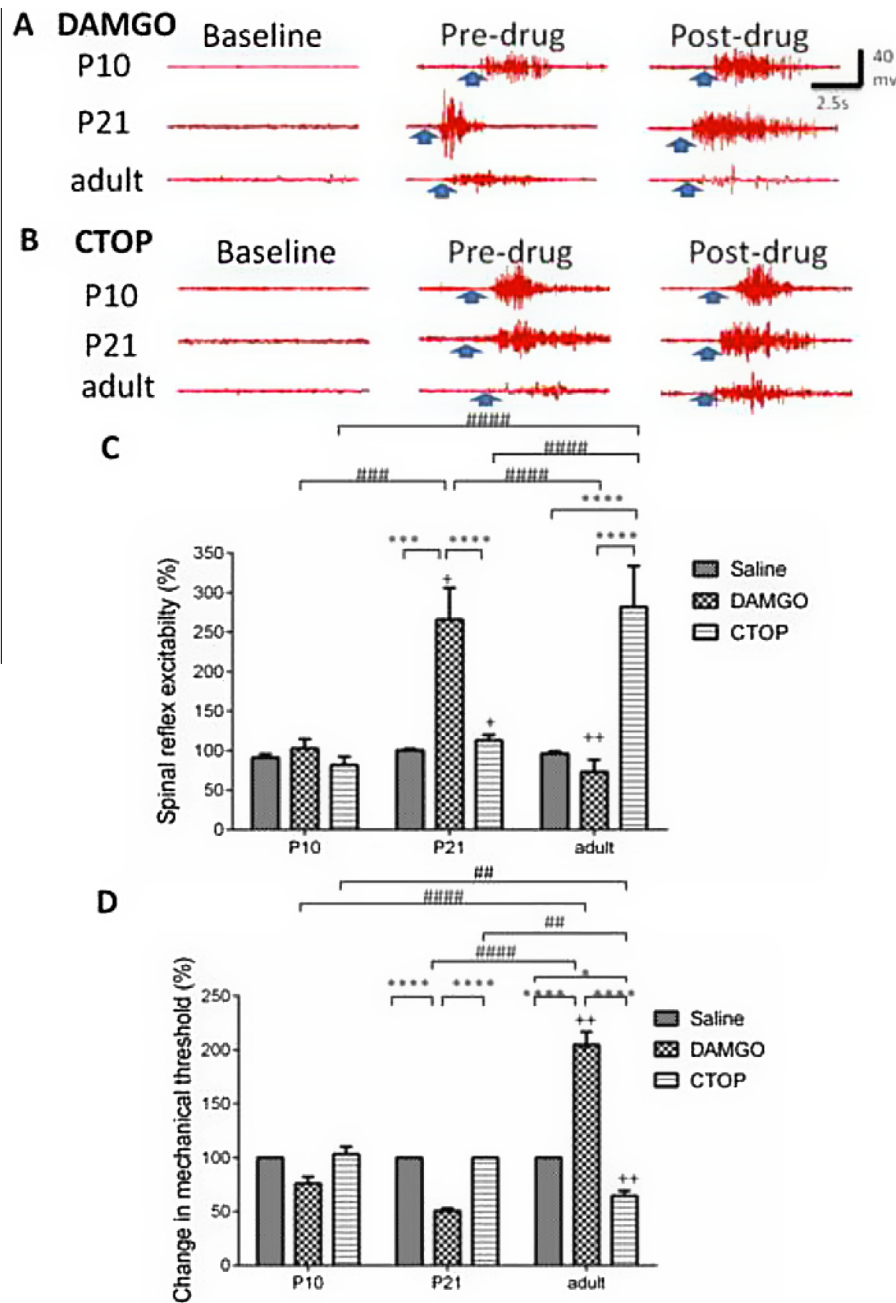 A DAMGO
Baseline Pre-drug Post-drug
P10
40
mv
2.5s
P21
adult
B CTOP
Baseline Pre-drug Post-drug
P10
P21
adult
C
####
####
### ####
****
*** **** ****
+
+
++
Spinal reflex excitabilty (%)
350
300
250
200
150
100
50
0
P10 P21 adult
Saline
DAMGO
CTOP
D
##
####
##
####
*
**** **** **** ****
++
++
Change in mechanical threshold (%)
250
200
150
100
50
0
P10 P21 adult
Saline
DAMGO
CTOP